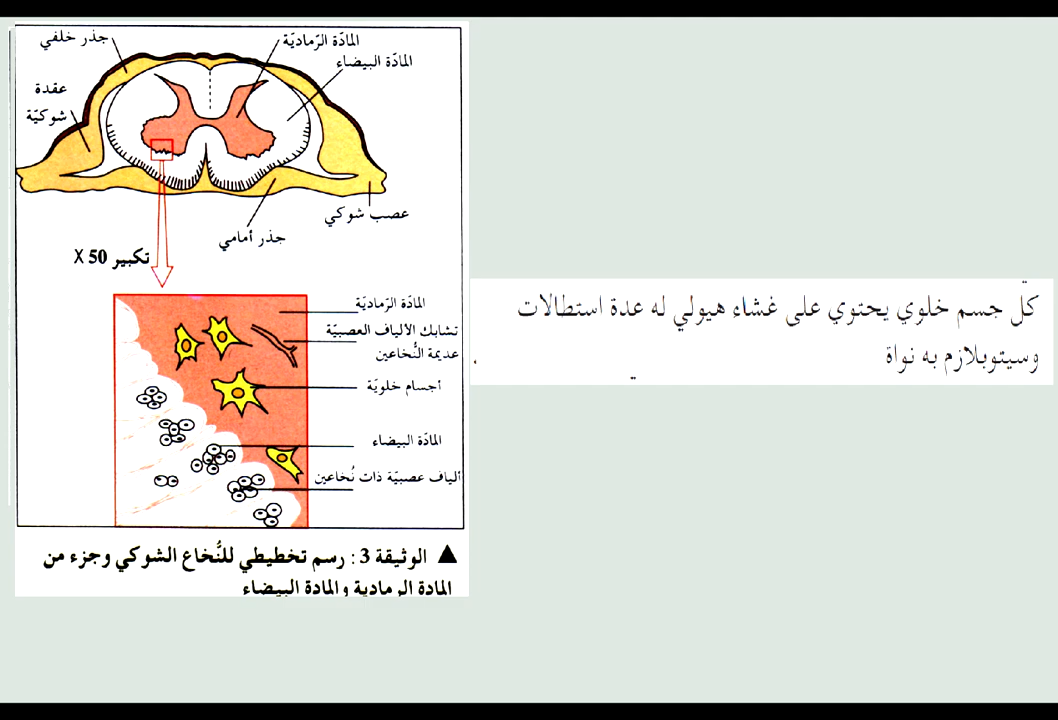 جذر خلفي
المادّة الرّماديّة
المادّة البيضاء
عقدة
شوكيّة
عصب شوكي
جذر أمامي
تكبير 50 X
المادّة الرّماديّة
تشابك الألياف العصبيّة
عديمة النُّخاعين
أجسام خلويّة
المادّة البيضاء
ألياف عصبيّة ذات نُخاعين
▲ الوثيقة 3 : رسم تخطيطي للنُّخاع الشوكي وجزء من
المادة الرمادية والمادة البيضاء
كل جسم خلوي يحتوي على غشاء هيولي له عدة استطالات
وسيتوبلازم به نواة